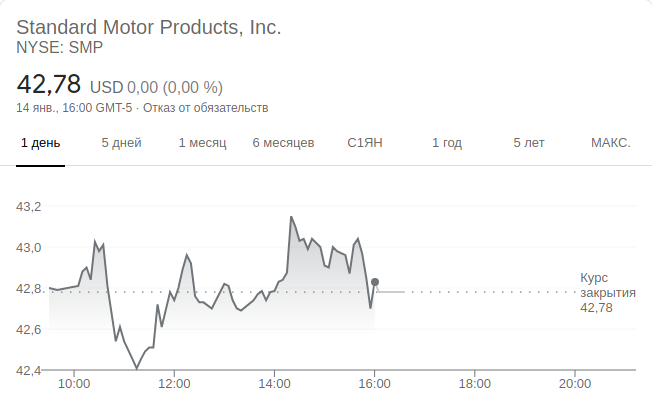 Standard Motor Products, Inc.
NYSE: SMP
42,78 USD 0,00 (0,00 %)
14 янв., 16:00 GMT-5 · Отказ от обязательств
1 день 5 дней 1 месяц 6 месяцев С1ЯН 1 год 5 лет МАКС.
43,2
43,0
42,8
42,6
42,4
Курс
закрытия
42,78
10:00 12:00 14:00 16:00 18:00 20:00